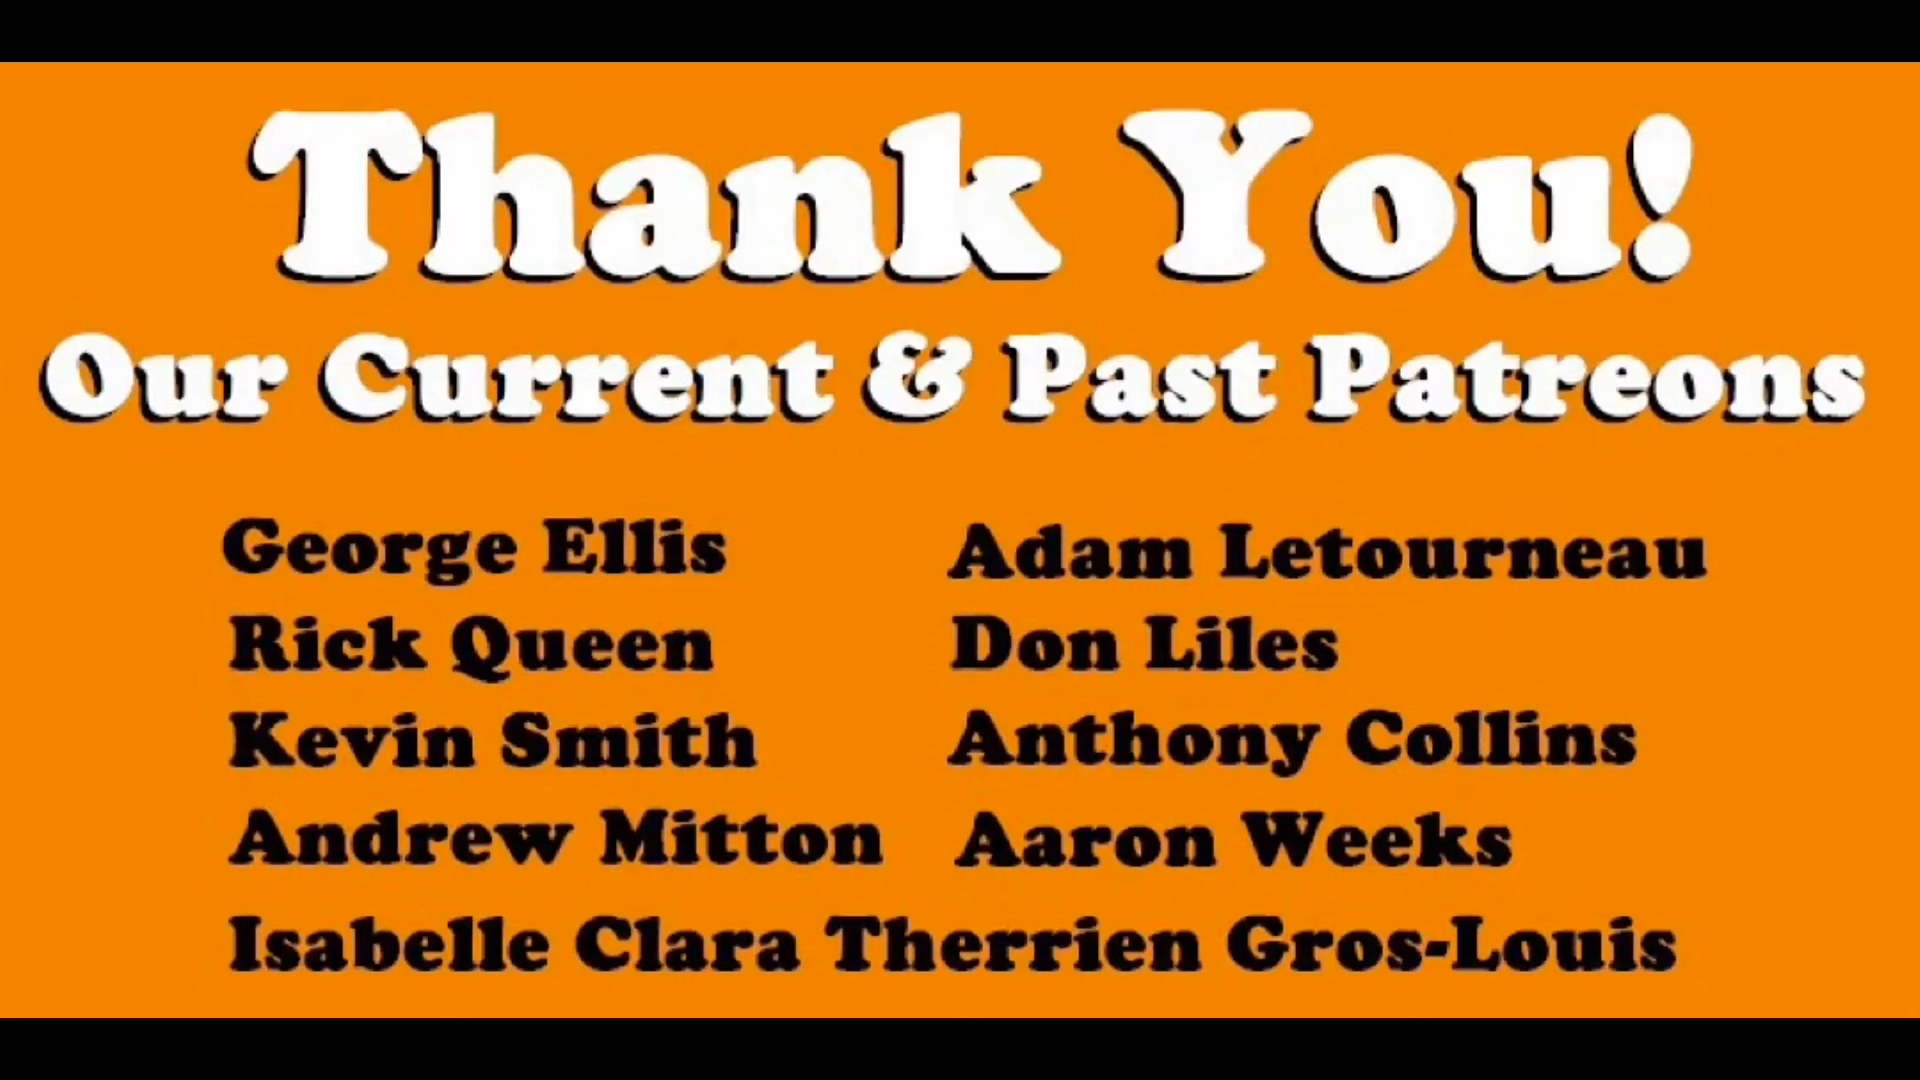 Thank You!
Our Current & Past Patreons
George Ellis
Adam Letourneau
Rick Queen
Don Liles
Kevin Smith
Anthony Collins
Andrew Mitton
Aaron Weeks
Isabelle Clara Therrien Gros-Louis